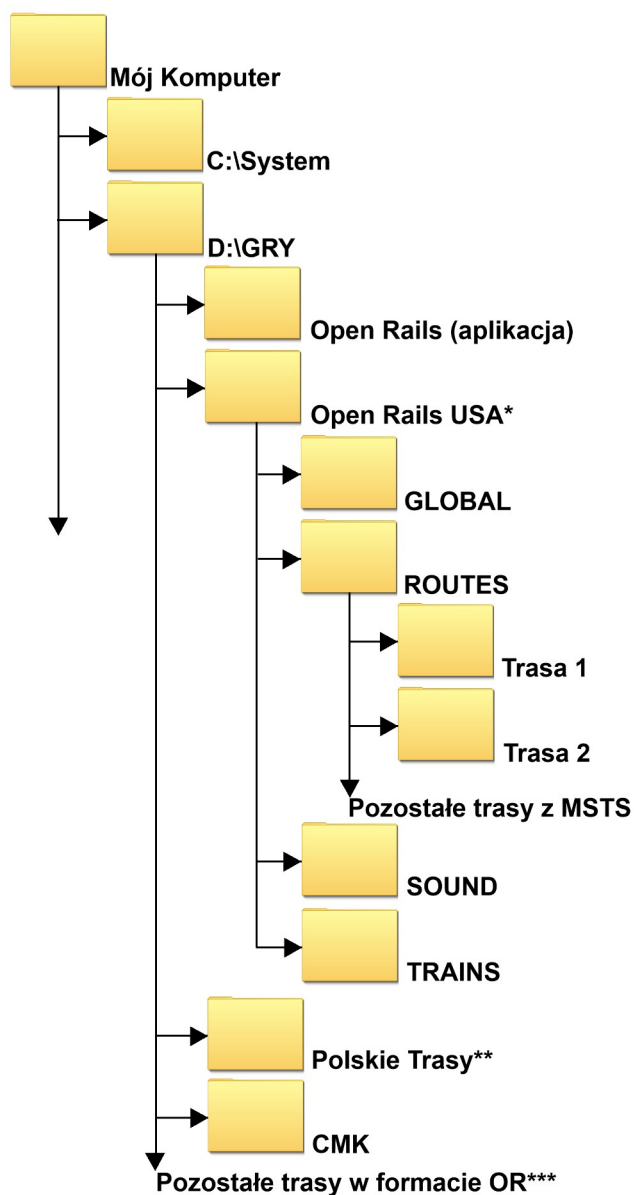 Mój Komputer
C:\System
D:\GRY
Open Rails (aplikacja)
Open Rails USA*
GLOBAL
ROUTES
Trasa 1
Trasa 2
Pozostałe trasy z MSTS
SOUND
TRAINS
Polskie Trasy**
CMK
Pozostałe trasy w formacie OR***